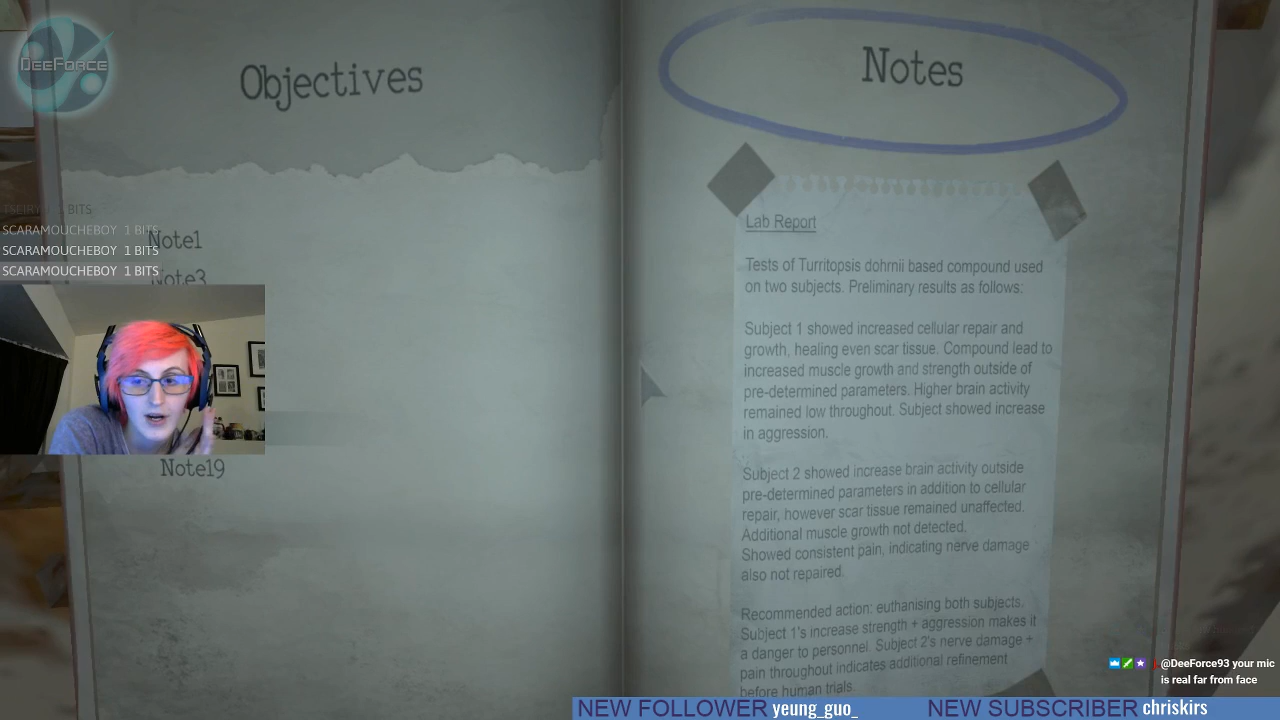 DEEFORCE
Objectives
Notes
BITS
SCARAMOUCHEBOY 1 BITS
SCARAMOUCHEBOY 1 BITS
SCARAMOUCHEBOY 1 BITS
Note1
Note3
Note19
Lab Report
Tests of Turritopsis dohrnii based compound used
on two subjects. Preliminary results as follows:
Subject 1 showed increased cellular repair and
growth, healing even scar tissue. Compound lead to
increased muscle growth and strength outside of
pre-determined parameters. Higher brain activity
remained low throughout. Subject showed increase
in aggression.
Subject 2 showed increase brain activity outside
pre-determined parameters in addition to cellular
repair, however scar tissue remained unaffected.
Additional muscle growth not detected.
Showed consistent pain, indicating nerve damage
also not repaired.
Recommended action: euthanising both subjects.
Subject 1's increase strength + aggression makes it
a danger to personnel. Subject 2's nerve damage +
pain throughout indicates additional refinement
before human trials
@DeeForce93 your mic
is real far from face
NEW FOLLOWER yeung_guo_
NEW SUBSCRIBER chriskirs